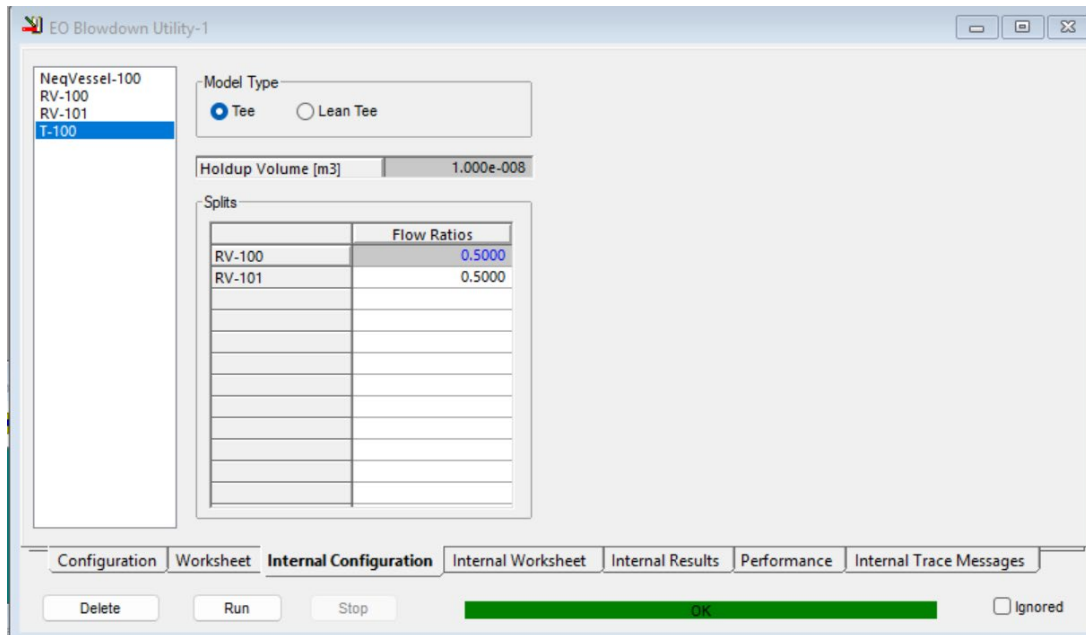 EO Blowdown Utility-1
NeqVessel-100
RV-100
RV-101
T-100
Model Type
Tee
Lean Tee
Holdup Volume [m3] 1.000e-008
Splits
Flow Ratios
RV-100 0.5000
RV-101 0.5000
Configuration Worksheet Internal Configuration Internal Worksheet Internal Results Performance Internal Trace Messages
Delete Run Stop OK Ignored